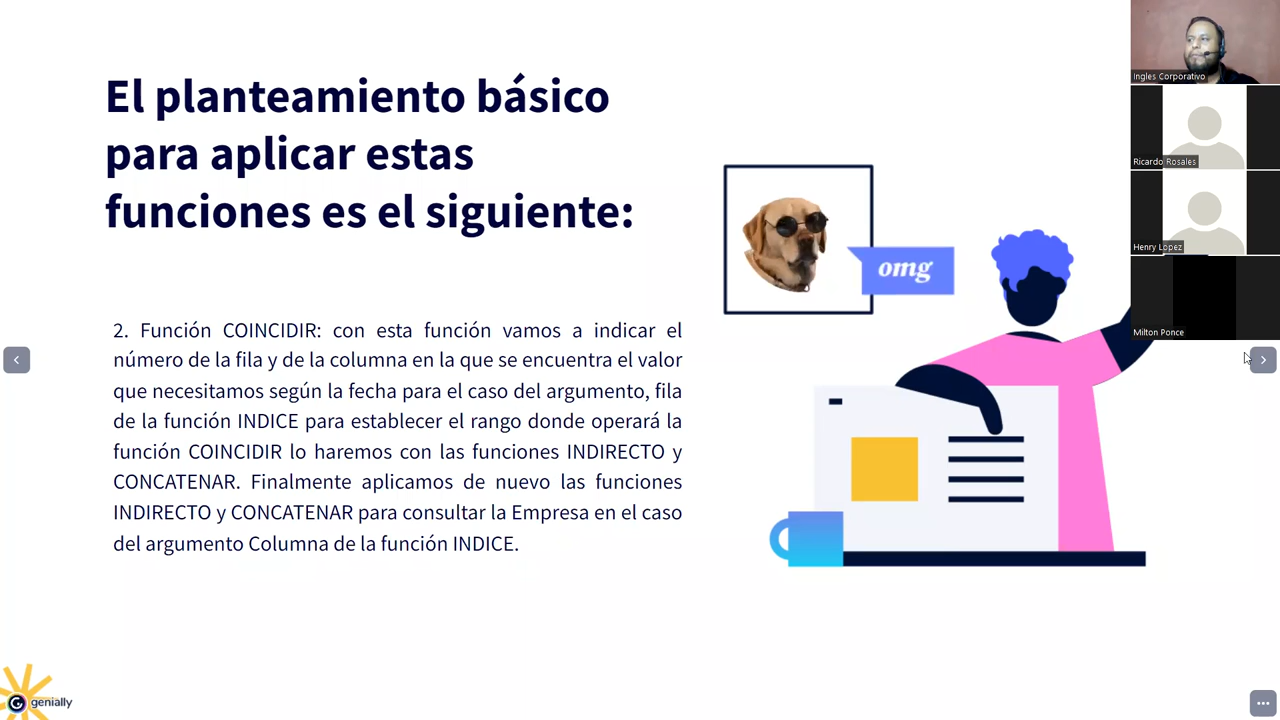 El planteamiento básico
para aplicar estas
funciones es el siguiente:
2. Función COINCIDIR: con esta función vamos a indicar el
número de la fila y de la columna en la que se encuentra el valor
que necesitamos según la fecha para el caso del argumento, fila
de la función INDICE para establecer el rango donde operará la
función COINCIDIR lo haremos con las funciones INDIRECTO y
CONCATENAR. Finalmente aplicamos de nuevo las funciones
INDIRECTO y CONCATENAR para consultar la Empresa en el caso
del argumento Columna de la función INDICE.
omg
Ingles Corporativo
Ricardo Rosales
Henry Lopez
Milton Ponce
genially